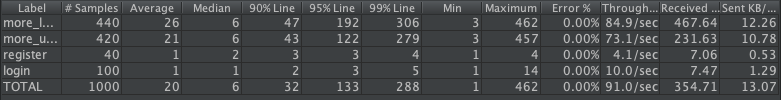 Label # Samples Average Median 90% Line 95% Line 99% Line Min Maximum Error % Through... Received ... Sent KB/...
more_l... 440 26 6 47 192 306 3 462 0.00% 84.9/sec 467.64 12.26
more_u... 420 21 6 43 122 279 3 457 0.00% 73.1/sec 231.63 10.78
register 40 1 2 3 3 4 1 4 0.00% 4.1/sec 7.06 0.53
login 100 1 1 2 3 5 1 14 0.00% 10.0/sec 7.47 1.29
TOTAL 1000 20 6 32 133 288 1 462 0.00% 91.0/sec 354.71 13.07